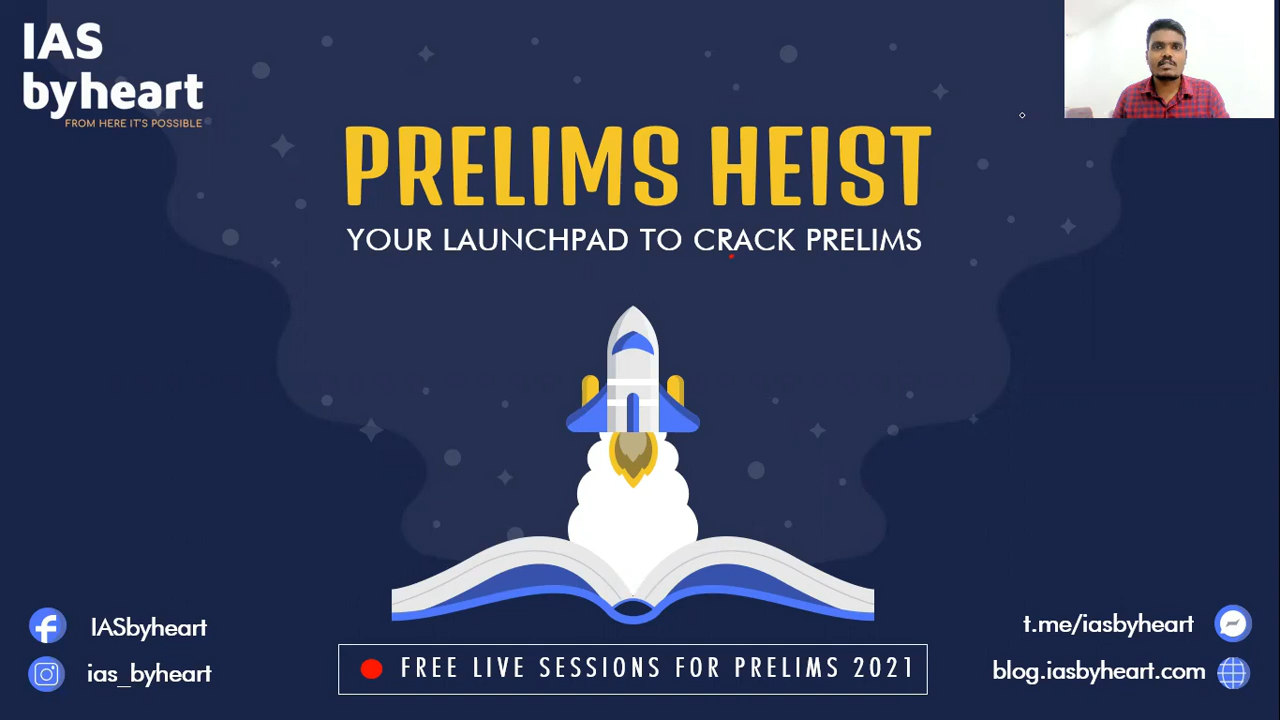 IAS
byheart
FROM HERE IT'S POSSIBLE
PRELIMS HEIST
YOUR LAUNCHPAD TO CRACK PRELIMS
IASbyheart
ias_byheart
t.me/iasbyheart
blog.iasbyheart.com
FREE LIVE SESSIONS FOR PRELIMS 2021